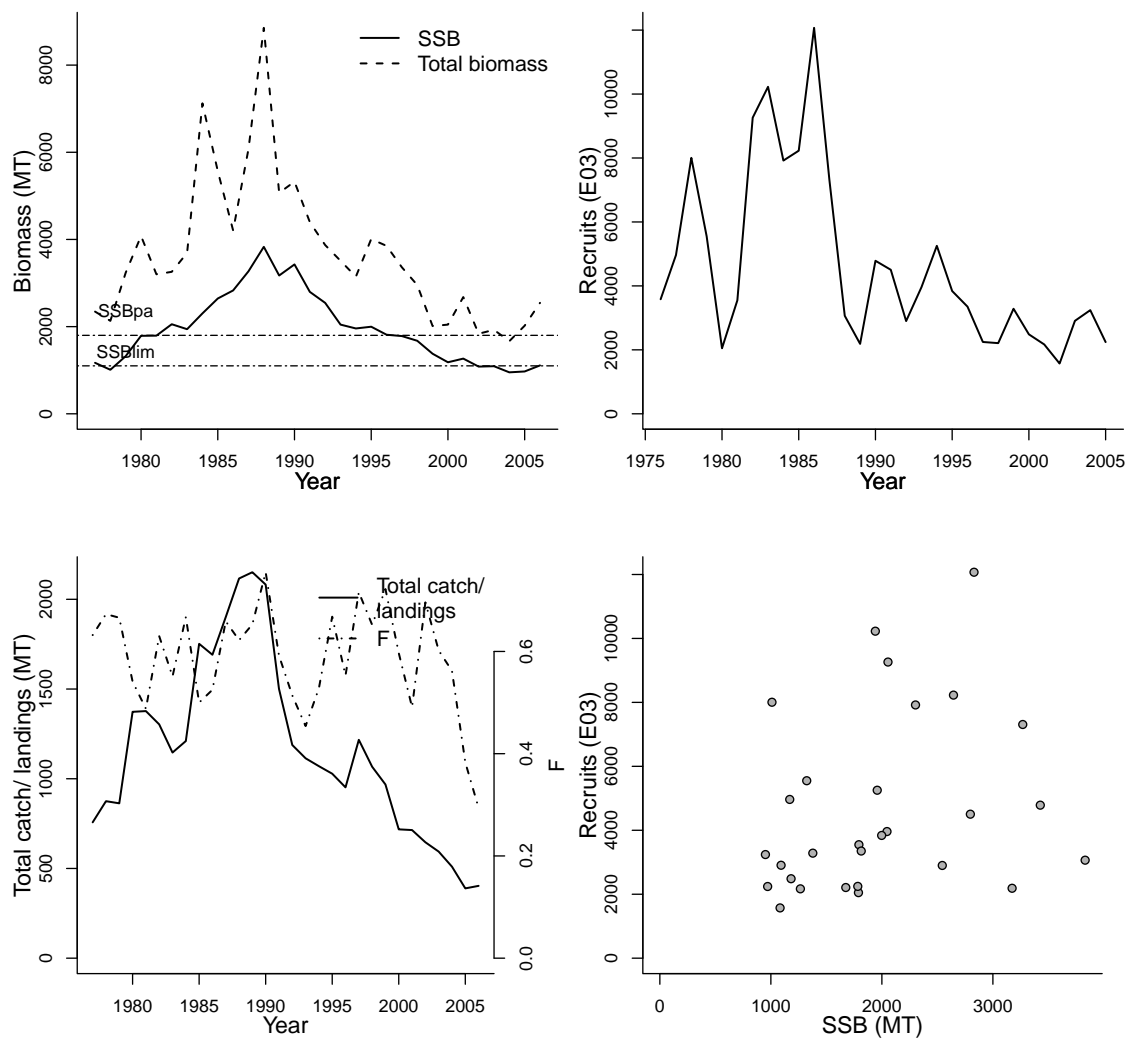 SSB
Total biomass
Biomass (MT)
8000
6000
4000
2000
0
SSBpa
SSBlim
1980 1985 1990 1995 2000 2005
Year
Recruits (E03)
10000
8000
6000
4000
2000
0
1975 1980 1985 1990 1995 2000 2005
Year
Total catch/ landings (MT)
2000
1500
1000
500
0
Total catch/
landings
F
0.6
0.4
0.2
0.0
F
1980 1985 1990 1995 2000 2005
Year
Recruits (E03)
10000
8000
6000
4000
2000
0
0 1000 2000 3000
SSB (MT)